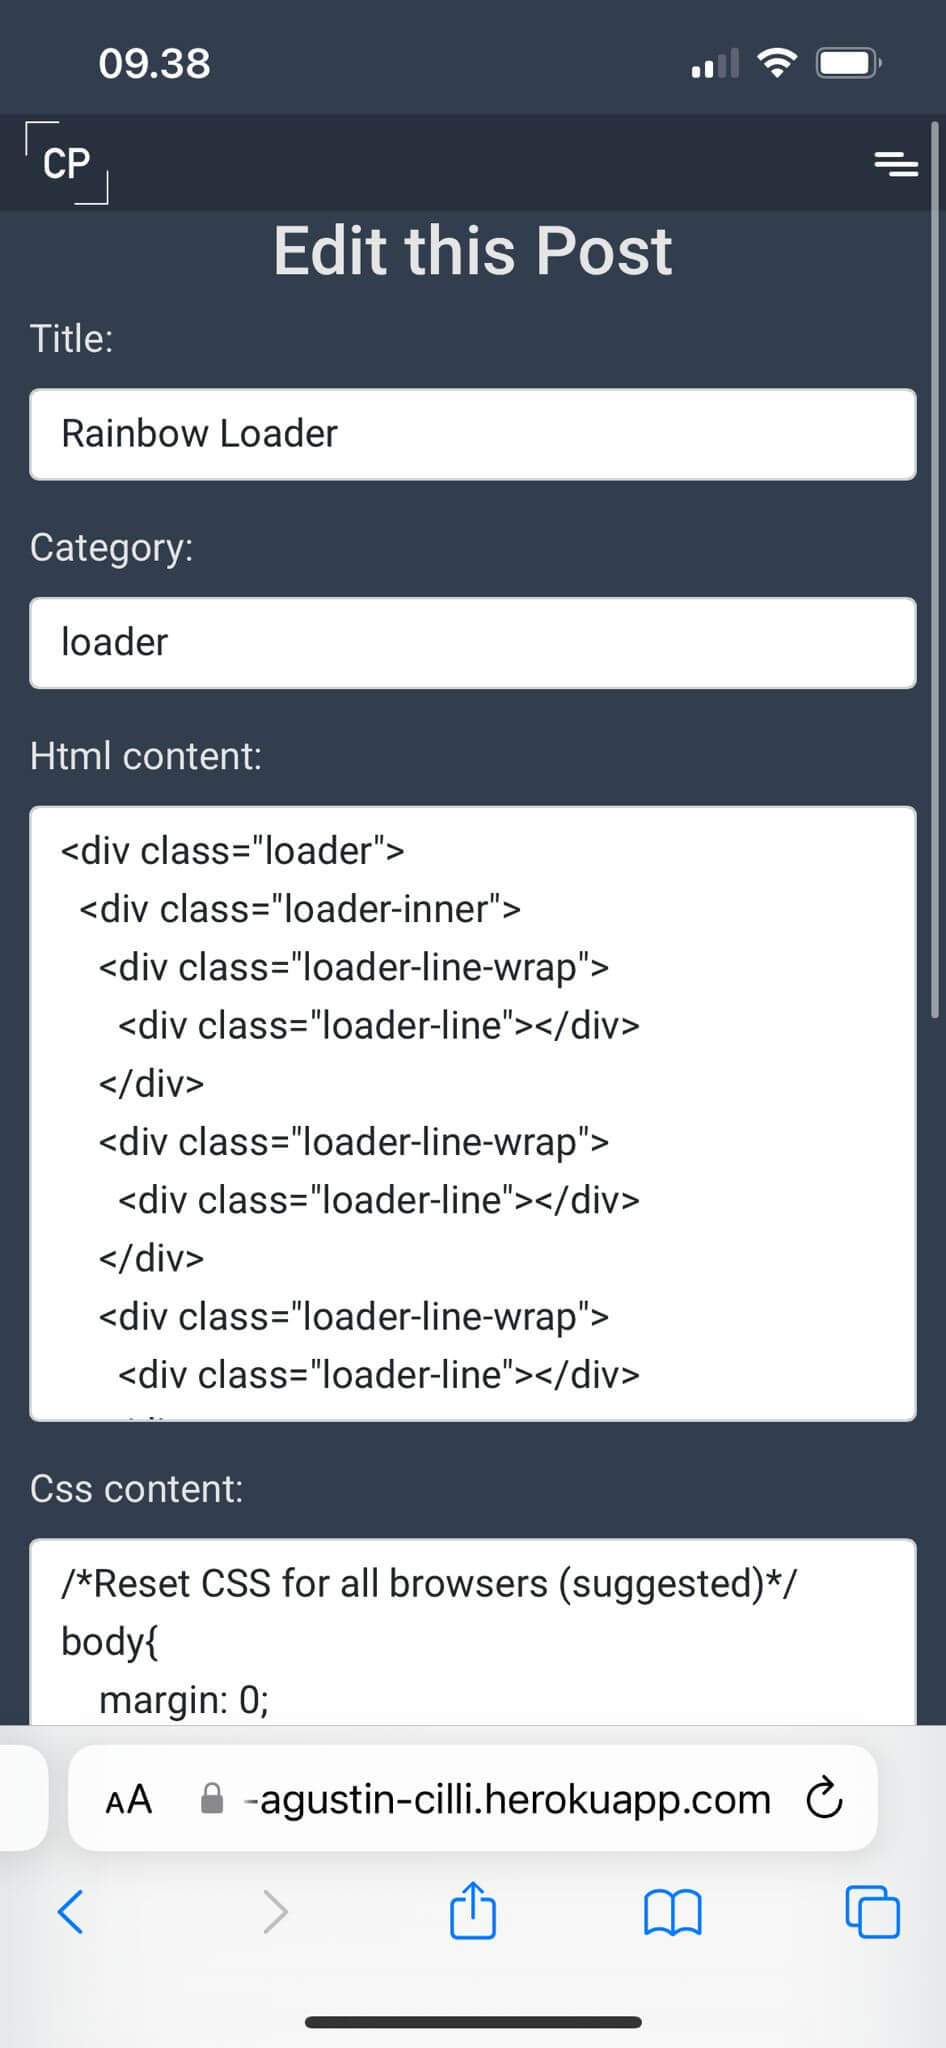 09.38
CP
Edit this Post
Title:
Rainbow Loader
Category:
loader
Html content:
<div class="loader">
  <div class="loader-inner">
    <div class="loader-line-wrap">
      <div class="loader-line"></div>
    </div>
    <div class="loader-line-wrap">
      <div class="loader-line"></div>
    </div>
    <div class="loader-line-wrap">
      <div class="loader-line"></div>
Css content:
/*Reset CSS for all browsers (suggested)*/
body{
    margin: 0;
AA -agustin-cilli.herokuapp.com